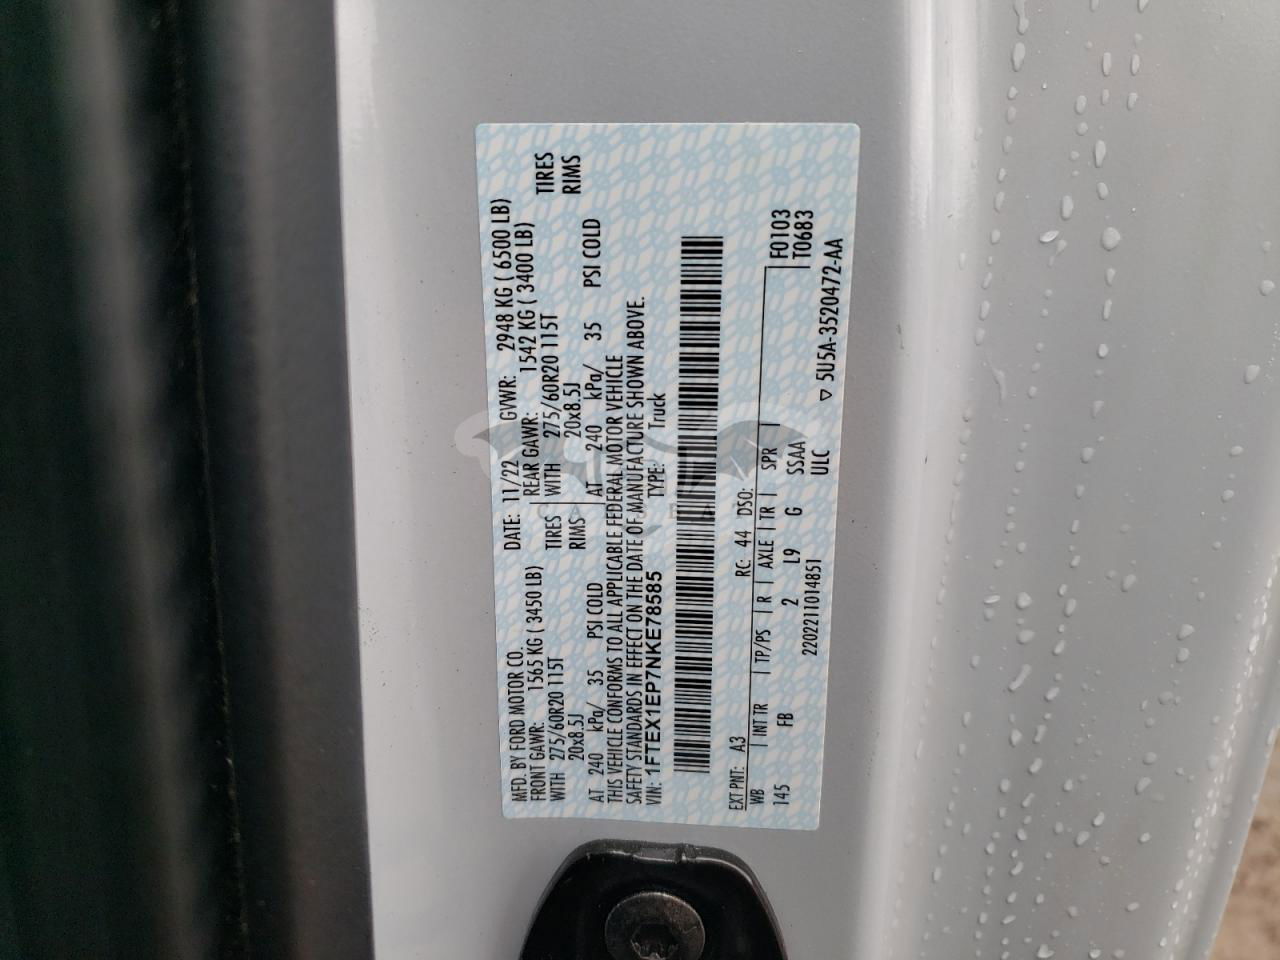 MFD. BY FORD MOTOR CO. DATE: 11/22 GVWR: 2948 KG ( 6500 LB)
FRONT GAWR: 1565 KG ( 3450 LB) REAR GAWR: 1542 KG ( 3400 LB)
WITH 275/60R20 115T TIRES WITH 275/60R20 115T TIRES
20x8.5J RIMS 20x8.5J RIMS
AT 240 kPa/ 35 PSI COLD AT 240 kPa/ 35 PSI COLD
THIS VEHICLE CONFORMS TO ALL APPLICABLE FEDERAL MOTOR VEHICLE
SAFETY STANDARDS IN EFFECT ON THE DATE OF MANUFACTURE SHOWN ABOVE.
VIN: 1FTEX1EP7NKE78585 TYPE: Truck
EXT PNT: A3 RC: 44 DSO:
WB INT TR TP/PS R AXLE TR SPR F0103
145 FB 2 L9 G SSAA T0683
2202211014851 ULC 5U5A-3520472-AA